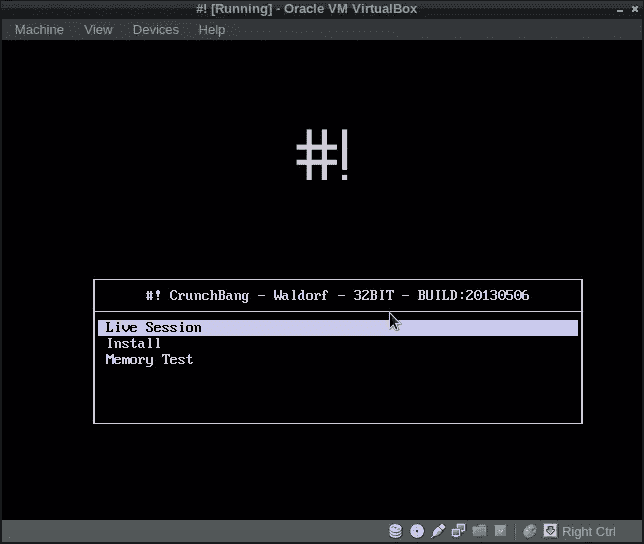 #! [Running] - Oracle VM VirtualBox
Machine View Devices Help
#!
#! CrunchBang - Waldorf - 32BIT - BUILD:20130506
Live Session
Install
Memory Test
Right Ctrl